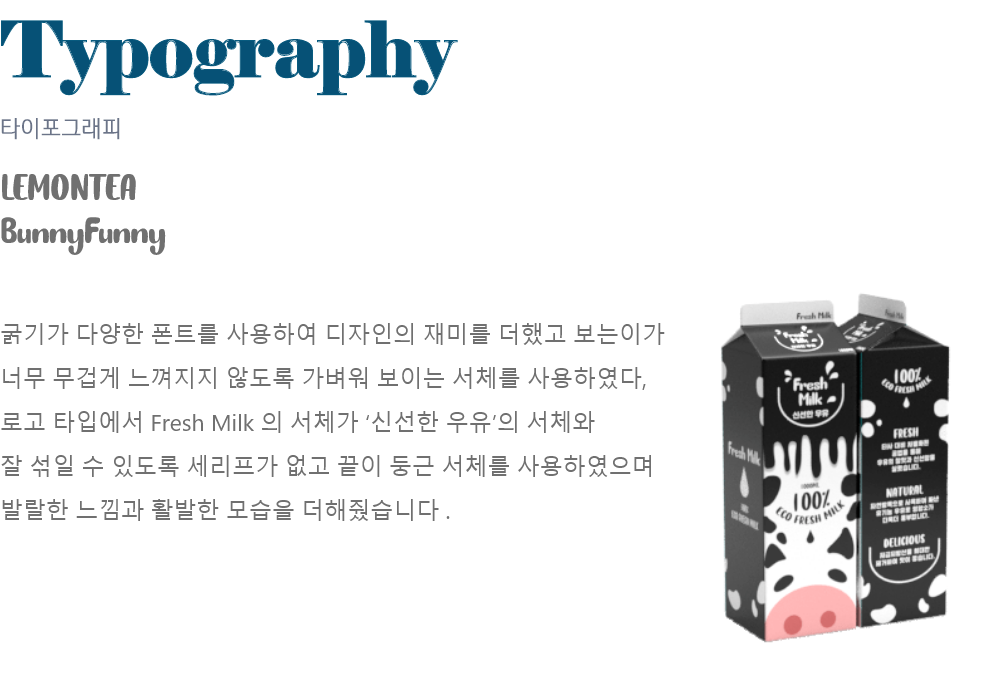 Typography
타이포그래피
LEMONTEA
BunnyFunny
굵기가 다양한 폰트를 사용하여 디자인의 재미를 더했고 보는이가
너무 무겁게 느껴지지 않도록 가벼워 보이는 서체를 사용하였다,
로고 타입에서 Fresh Milk 의 서체가 ‘신선한 우유’의 서체와
잘 섞일 수 있도록 세리프가 없고 끝이 둥근 서체를 사용하였으며
발랄한 느낌과 활발한 모습을 더해줬습니다 .
Fresh Milk
Fresh Milk
Fresh
Milk
Fresh
Milk
신선한 우유
Fresh Milk
100%
ECO FRESH MILK
100%
ECO FRESH MILK
FRESH
NATURAL
DELICIOUS